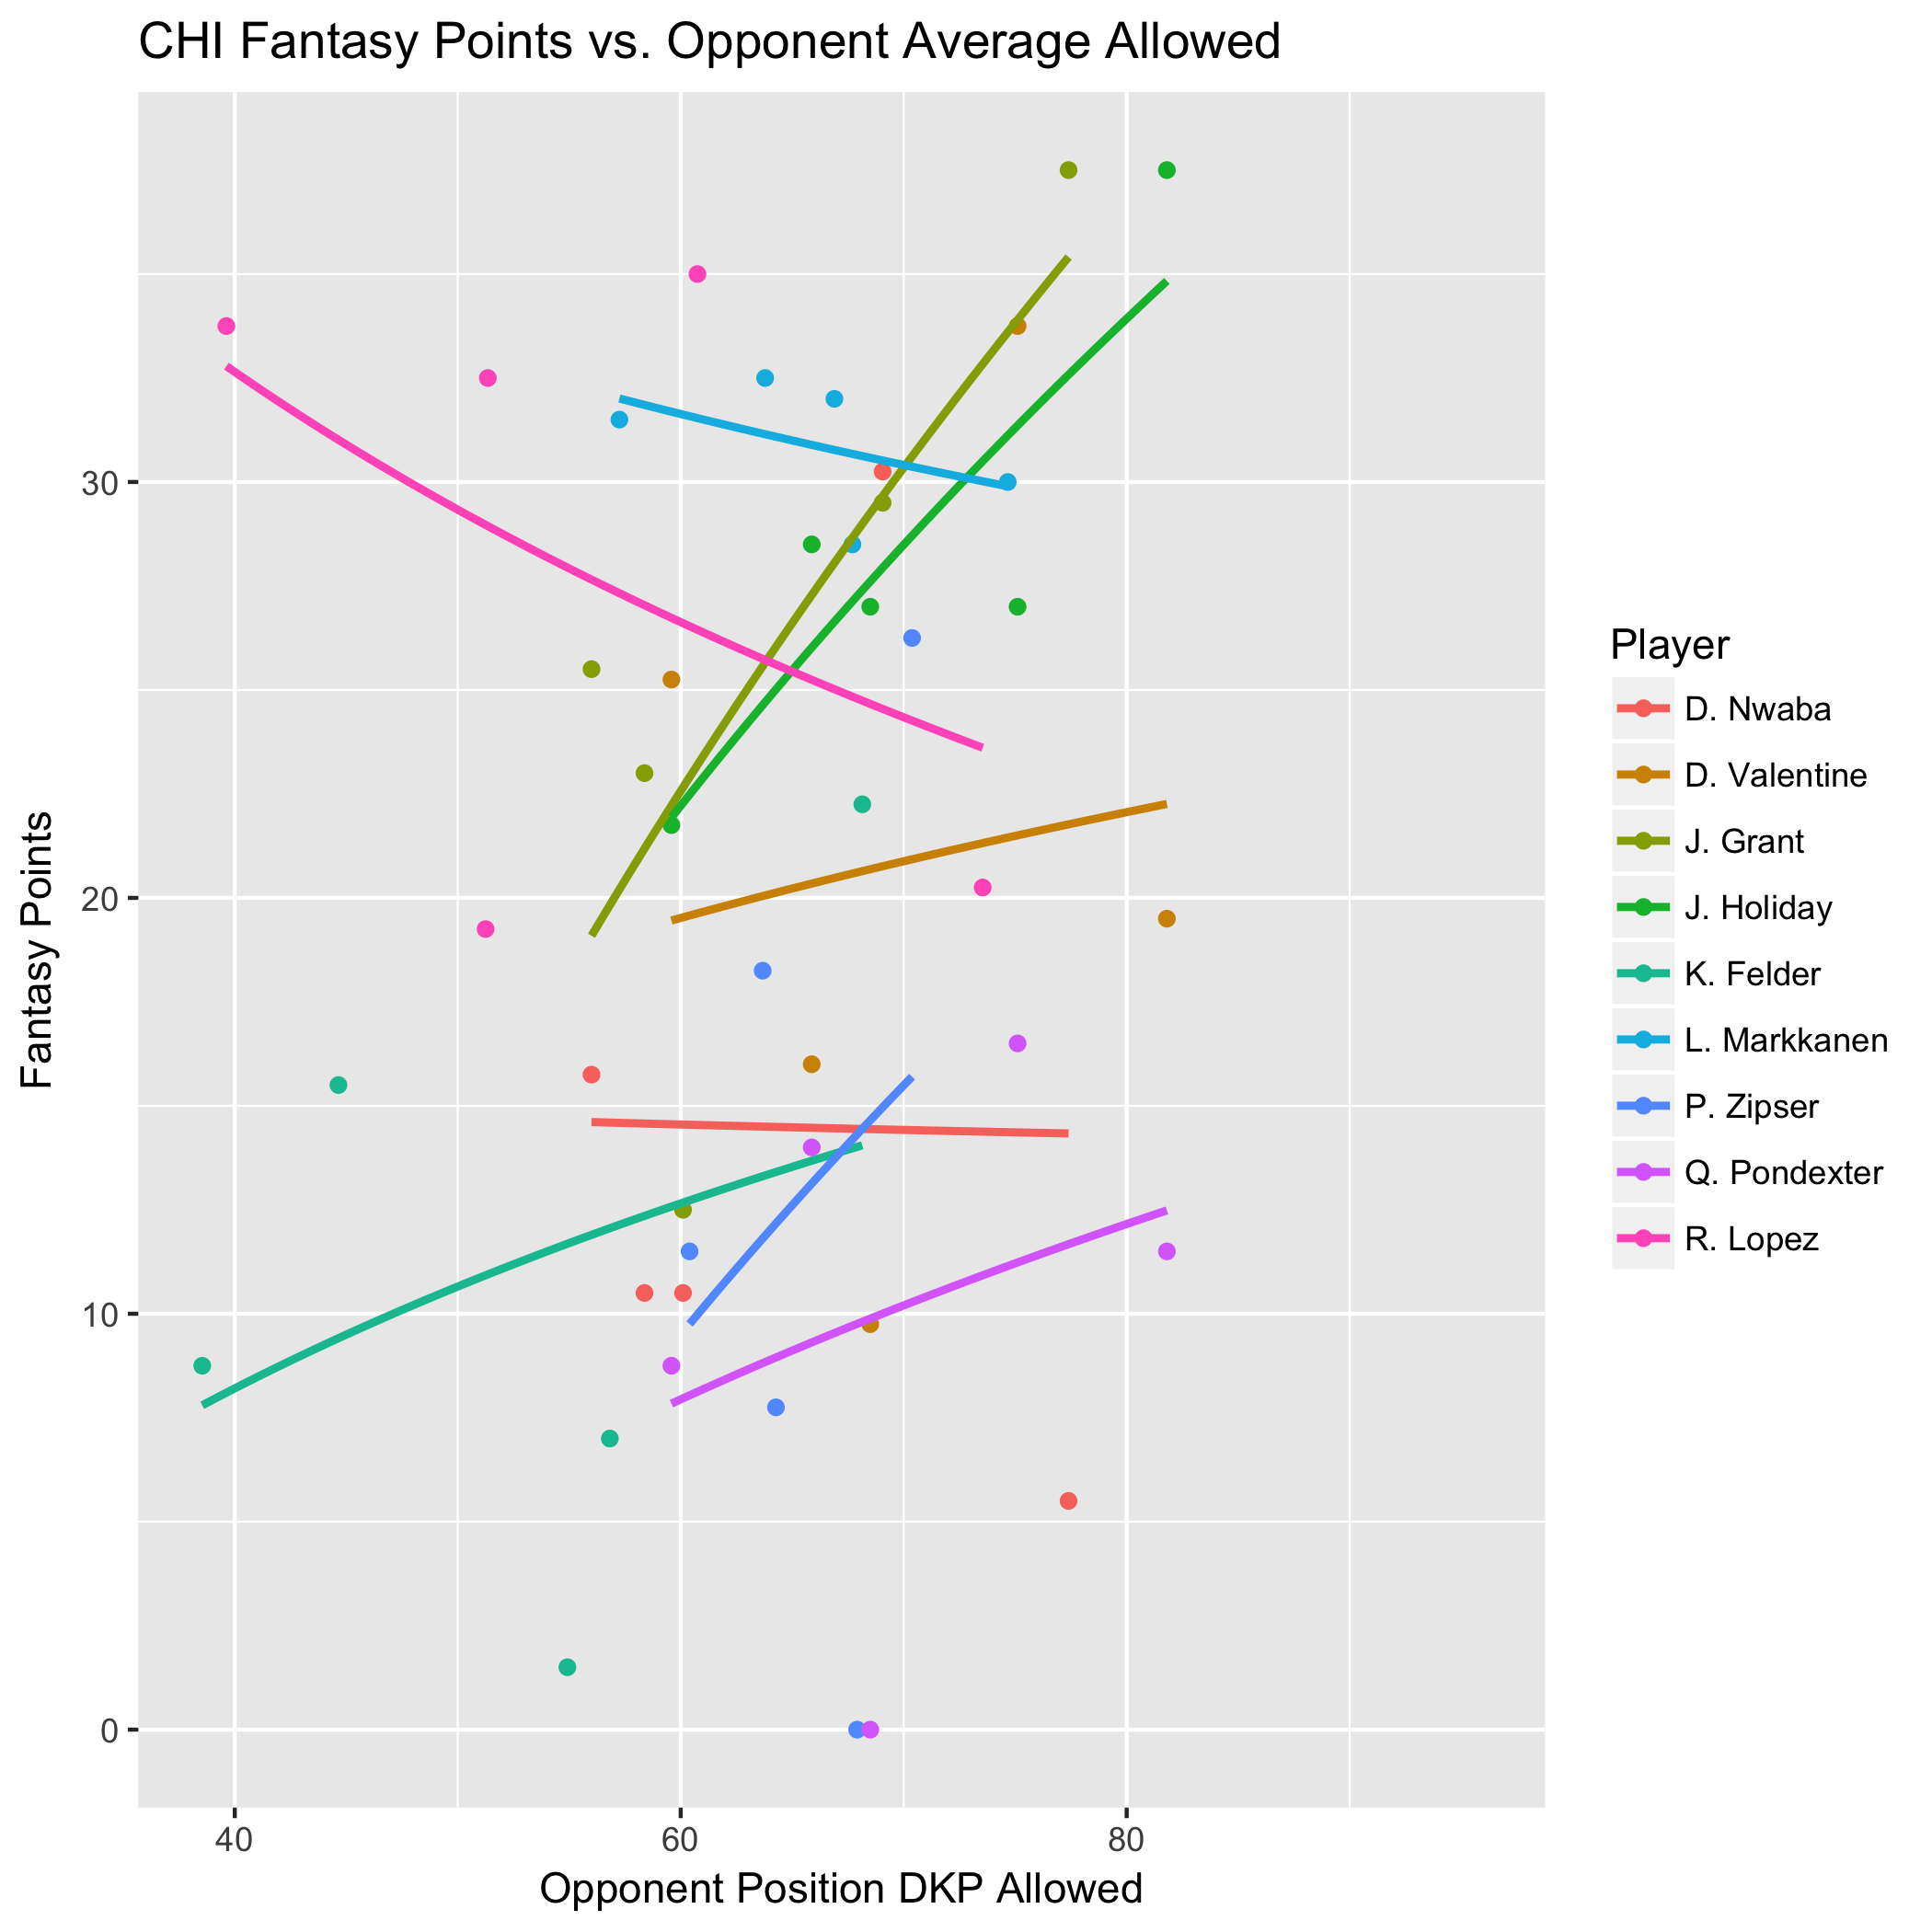 CHI Fantasy Points vs. Opponent Average Allowed
Fantasy Points
30
20
10
0
40 60 80
Opponent Position DKP Allowed
Player
D. Nwaba
D. Valentine
J. Grant
J. Holiday
K. Felder
L. Markkanen
P. Zipser
Q. Pondexter
R. Lopez